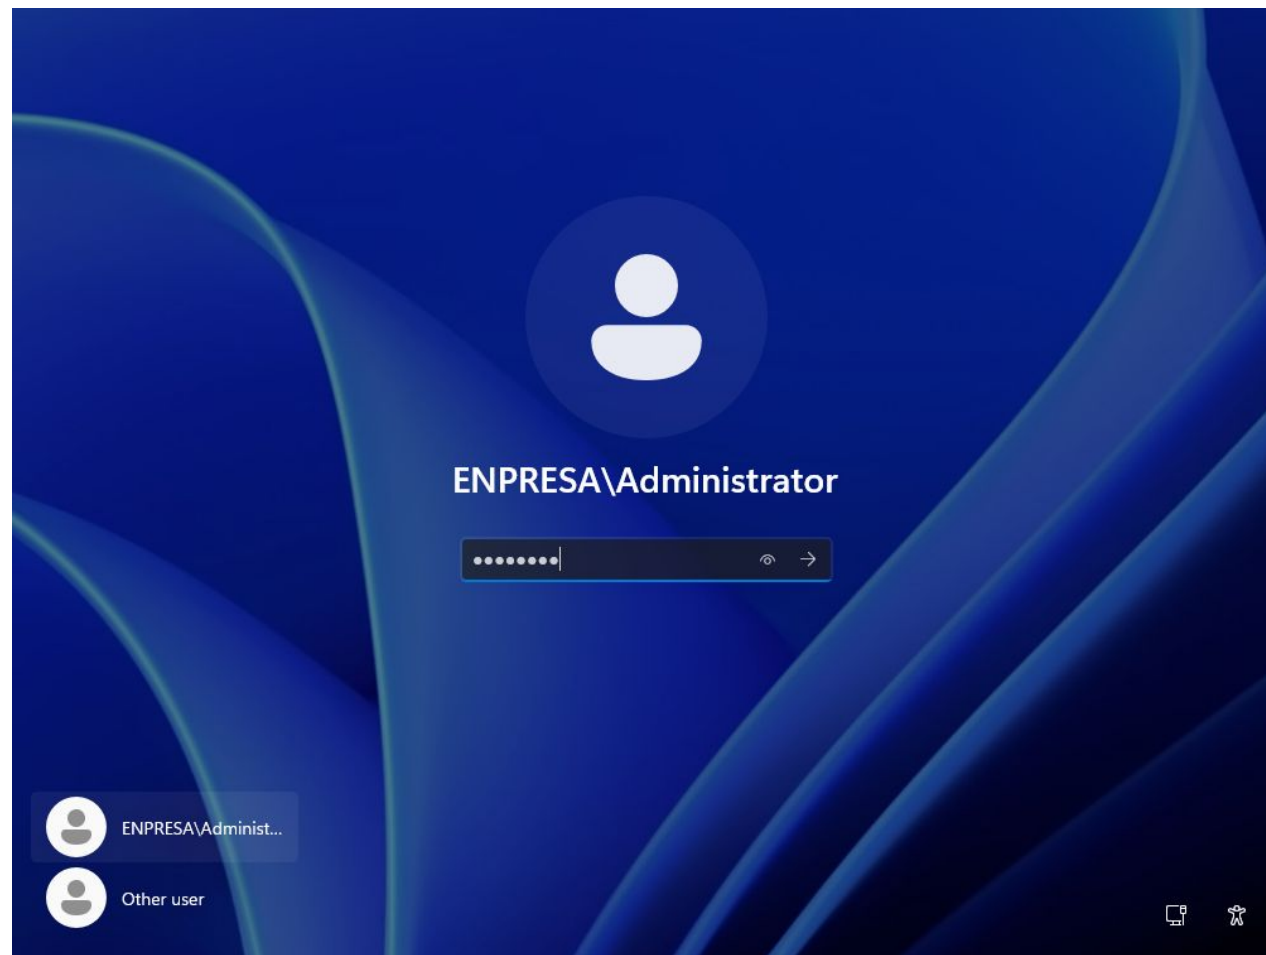 ENPRESA\Administrator
••••••••
ENPRESA\Administ...
Other user